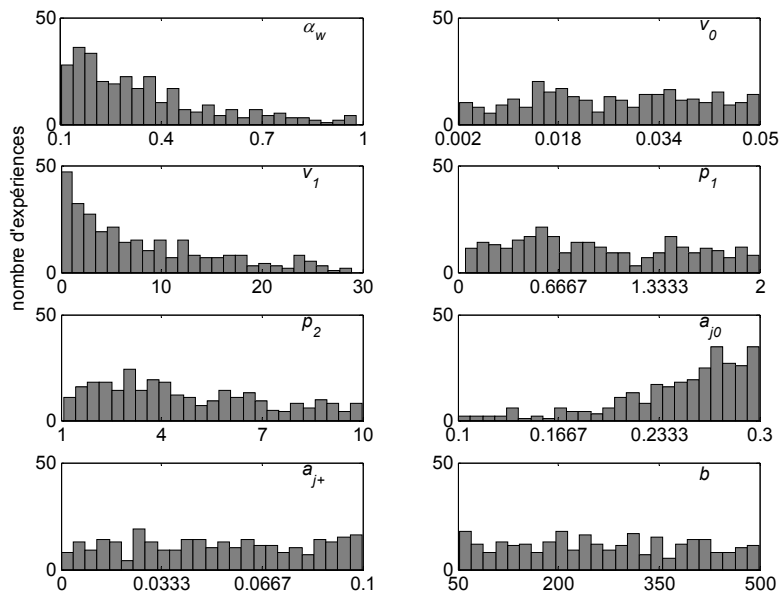 50
α_w
0
0.1 0.4 0.7 1
50
v_0
0
0.002 0.018 0.034 0.05
nombre d'expériences
50
v_1
0
0 10 20 30
50
p_1
0
0 0.6667 1.3333 2
50
p_2
0
1 4 7 10
50
a_{j0}
0
0.1 0.1667 0.2333 0.3
50
a_{j+}
0
0 0.0333 0.0667 0.1
50
b
0
50 200 350 500